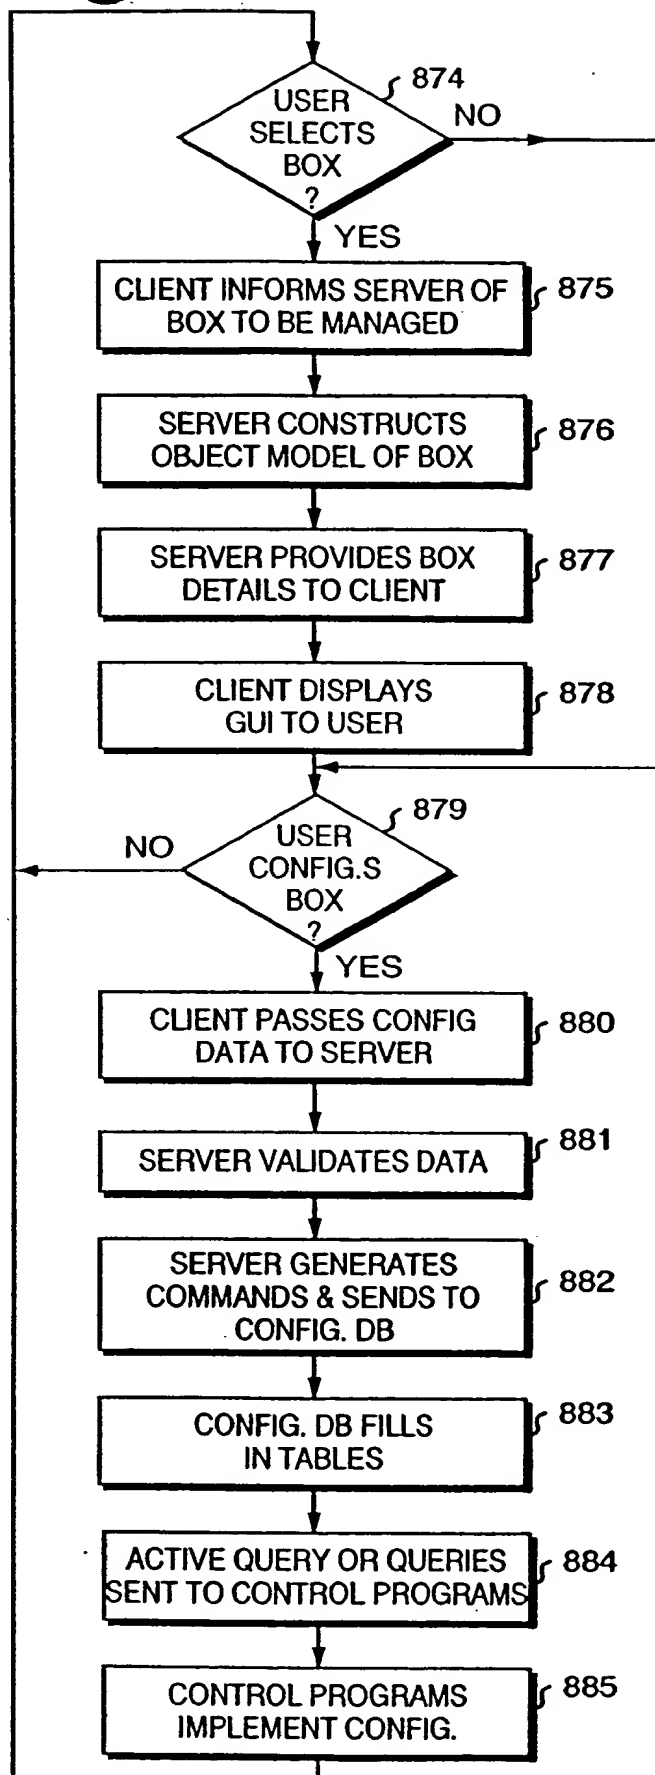 874
USER
SELECTS
BOX
?
NO
YES
CLIENT INFORMS SERVER OF
BOX TO BE MANAGED
875
SERVER CONSTRUCTS
OBJECT MODEL OF BOX
876
SERVER PROVIDES BOX
DETAILS TO CLIENT
877
CLIENT DISPLAYS
GUI TO USER
878
879
NO
USER
CONFIG.S
BOX
?
YES
CLIENT PASSES CONFIG
DATA TO SERVER
880
SERVER VALIDATES DATA
881
SERVER GENERATES
COMMANDS & SENDS TO
CONFIG. DB
882
CONFIG. DB FILLS
IN TABLES
883
ACTIVE QUERY OR QUERIES
SENT TO CONTROL PROGRAMS
884
CONTROL PROGRAMS
IMPLEMENT CONFIG.
885